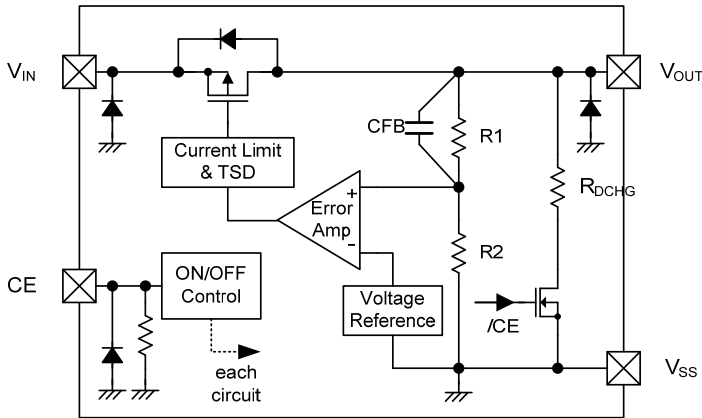 VIN
VOUT
CFB
R1
Current Limit
& TSD
RDCHG
+
Error
Amp
-
R2
CE
ON/OFF
Control
Voltage
Reference
/CE
each
circuit
VSS